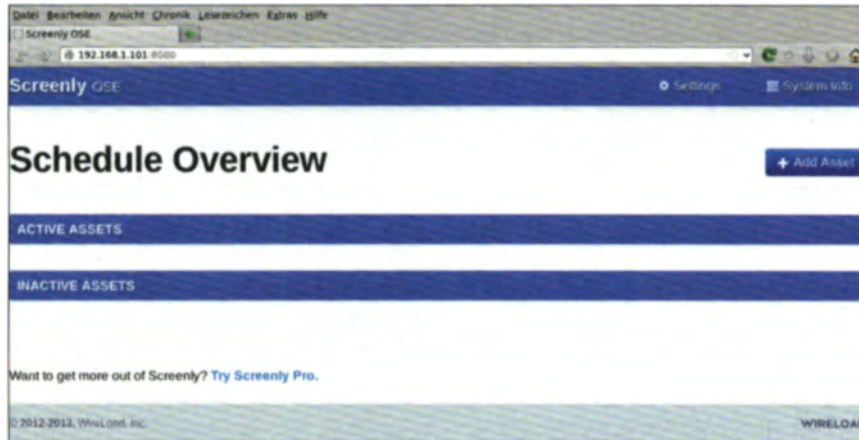 Datei Bearbeiten Ansicht Chronik Lesezeichen Extras Hilfe
Screenly OSE
192.168.1.101:8080
Screenly OSE
Settings
System Info
Schedule Overview
+ Add Asset
ACTIVE ASSETS
INACTIVE ASSETS
Want to get more out of Screenly? Try Screenly Pro.
© 2012-2013, WireLoad, Inc.
WIRELOA